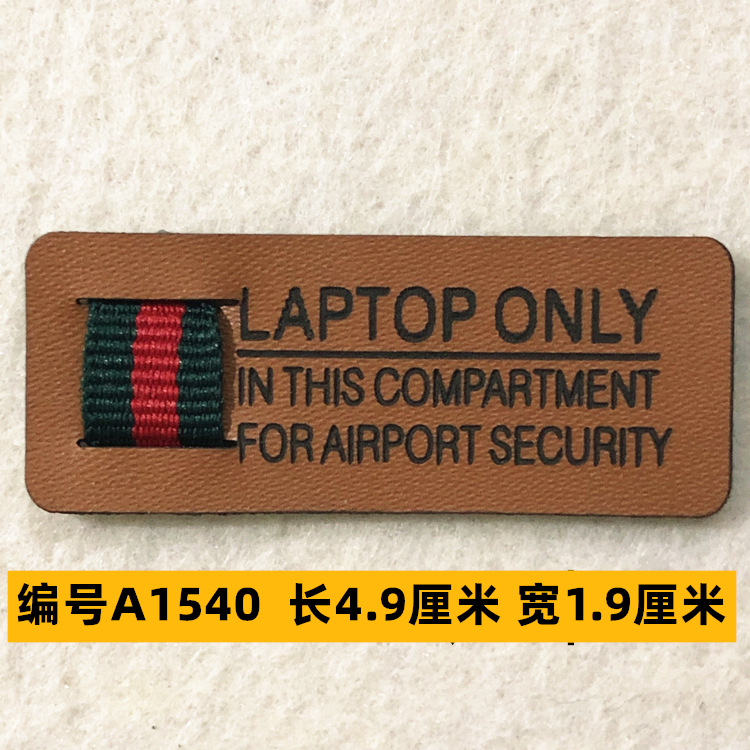 LAPTOP ONLY
IN THIS COMPARTMENT
FOR AIRPORT SECURITY
编号A1540 长4.9厘米 宽1.9厘米